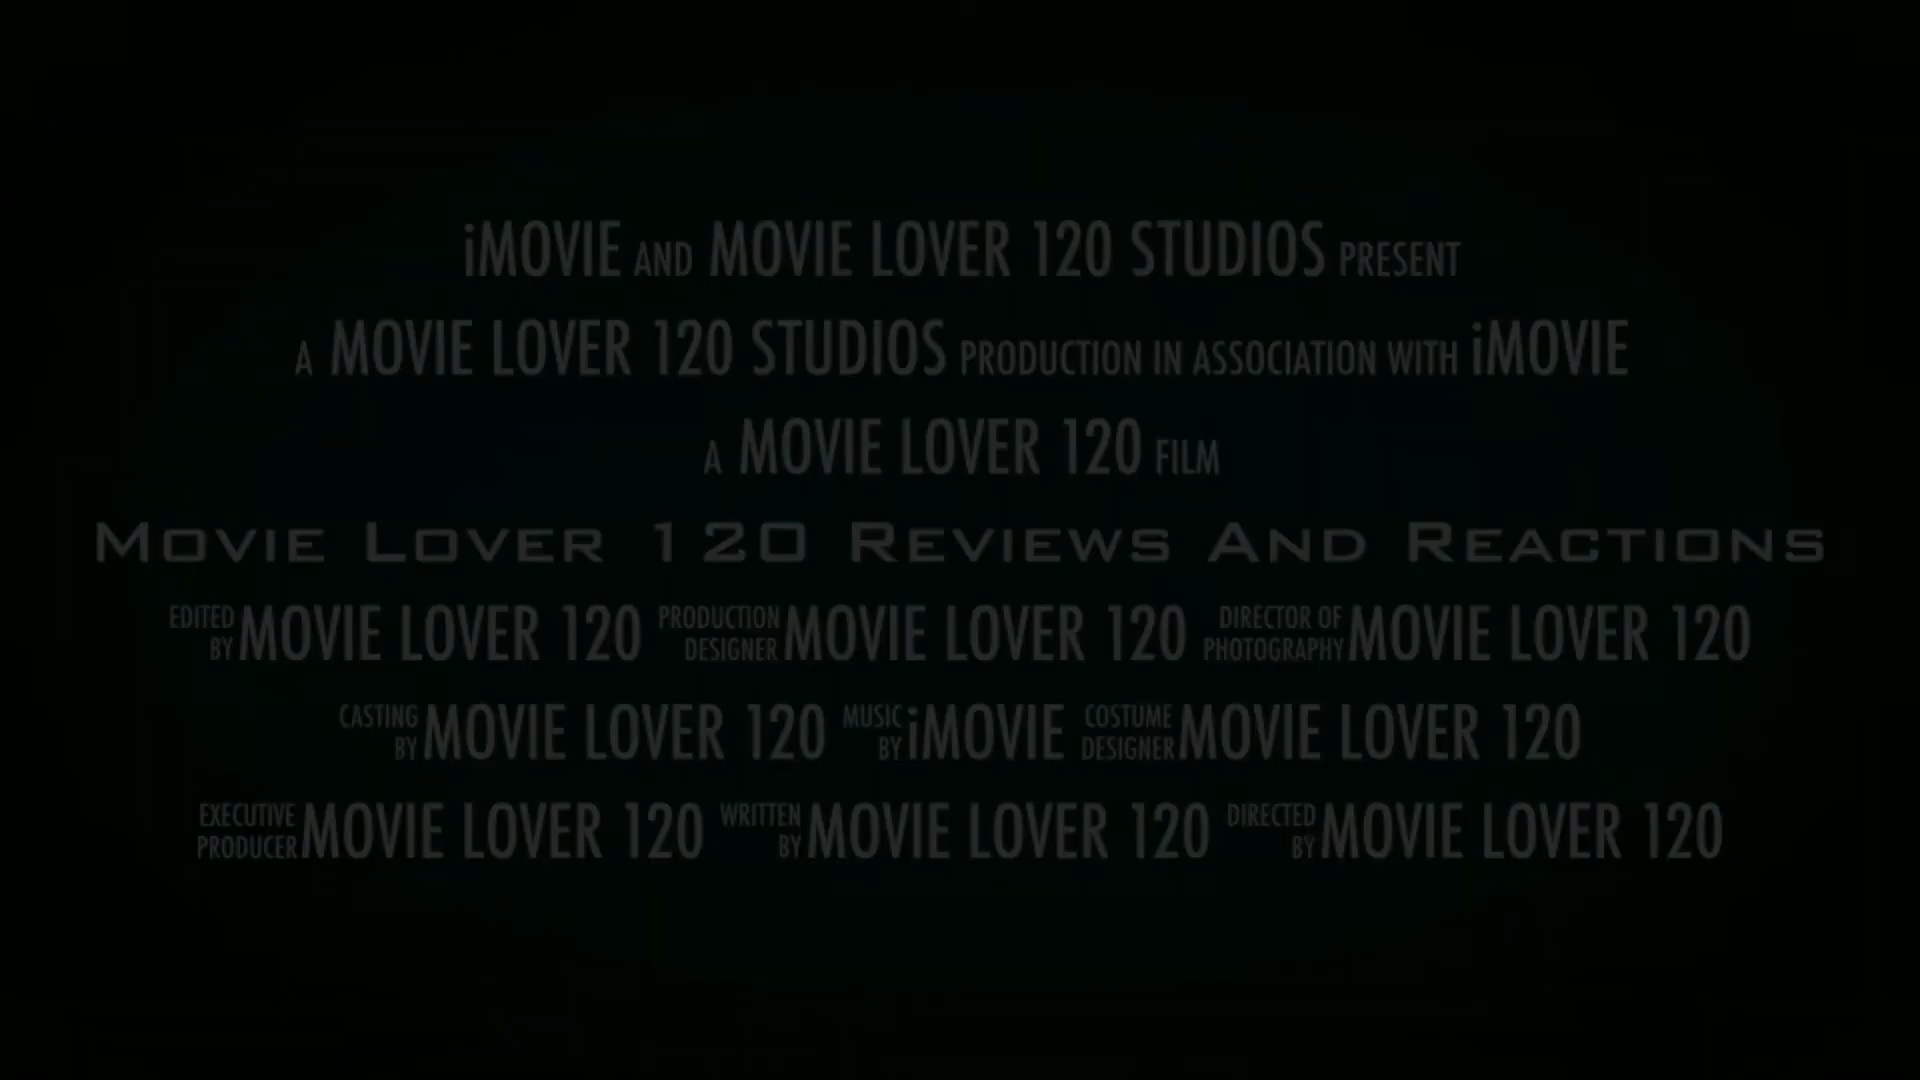 iMOVIE AND MOVIE LOVER 120 STUDIOS PRESENT
A MOVIE LOVER 120 STUDIOS PRODUCTION IN ASSOCIATION WITH iMOVIE
A MOVIE LOVER 120 FILM
MOVIE LOVER 120 REVIEWS AND REACTIONS
EDITED BY MOVIE LOVER 120 PRODUCTION DESIGNER MOVIE LOVER 120 DIRECTOR OF PHOTOGRAPHY MOVIE LOVER 120
CASTING BY MOVIE LOVER 120 MUSIC BY iMOVIE COSTUME DESIGNER MOVIE LOVER 120
EXECUTIVE PRODUCER MOVIE LOVER 120 WRITTEN BY MOVIE LOVER 120 DIRECTED BY MOVIE LOVER 120